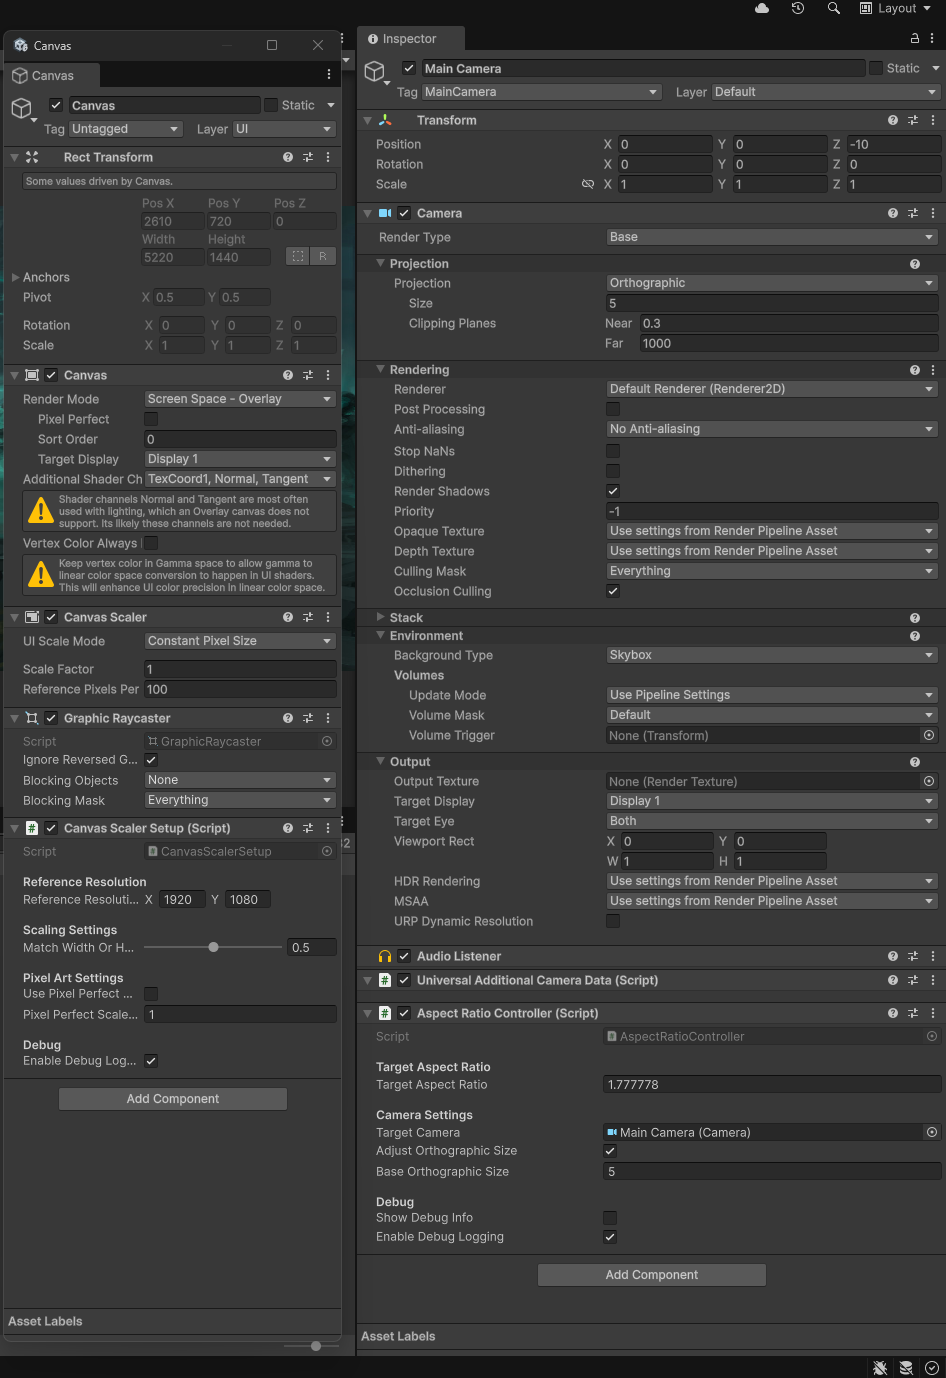 Layout
Canvas
Canvas
Canvas
Static
Tag Untagged Layer UI
Rect Transform
Some values driven by Canvas.
Pos X Pos Y Pos Z
2610 720 0
Width Height
5220 1440 R
Anchors
Pivot X 0.5 Y 0.5
Rotation X 0 Y 0 Z 0
Scale X 1 Y 1 Z 1
Canvas
Render Mode Screen Space - Overlay
Pixel Perfect
Sort Order 0
Target Display Display 1
Additional Shader Ch TexCoord1, Normal, Tangent
Shader channels Normal and Tangent are most often
used with lighting, which an Overlay canvas does not
support. Its likely these channels are not needed.
Vertex Color Always
Keep vertex color in Gamma space to allow gamma to
linear color space conversion to happen in UI shaders.
This will enhance UI color precision in linear color space.
Canvas Scaler
UI Scale Mode Constant Pixel Size
Scale Factor 1
Reference Pixels Per 100
Graphic Raycaster
Script GraphicRaycaster
Ignore Reversed G...
Blocking Objects None
Blocking Mask Everything
Canvas Scaler Setup (Script)
Script CanvasScalerSetup
Reference Resolution
Reference Resoluti... X 1920 Y 1080
Scaling Settings
Match Width Or H... 0.5
Pixel Art Settings
Use Pixel Perfect ...
Pixel Perfect Scale... 1
Debug
Enable Debug Log...
Add Component
Asset Labels
Inspector
Main Camera Static
Tag MainCamera Layer Default
Transform
Position X 0 Y 0 Z -10
Rotation X 0 Y 0 Z 0
Scale X 1 Y 1 Z 1
Camera
Render Type Base
Projection
Projection Orthographic
Size 5
Clipping Planes Near 0.3
Far 1000
Rendering
Renderer Default Renderer (Renderer2D)
Post Processing
Anti-aliasing No Anti-aliasing
Stop NaNs
Dithering
Render Shadows
Priority -1
Opaque Texture Use settings from Render Pipeline Asset
Depth Texture Use settings from Render Pipeline Asset
Culling Mask Everything
Occlusion Culling
Stack
Environment
Background Type Skybox
Volumes
Update Mode Use Pipeline Settings
Volume Mask Default
Volume Trigger None (Transform)
Output
Output Texture None (Render Texture)
Target Display Display 1
Target Eye Both
Viewport Rect X 0 Y 0
W 1 H 1
HDR Rendering Use settings from Render Pipeline Asset
MSAA Use settings from Render Pipeline Asset
URP Dynamic Resolution
Audio Listener
Universal Additional Camera Data (Script)
Aspect Ratio Controller (Script)
Script AspectRatioController
Target Aspect Ratio
Target Aspect Ratio 1.777778
Camera Settings
Target Camera Main Camera (Camera)
Adjust Orthographic Size
Base Orthographic Size 5
Debug
Show Debug Info
Enable Debug Logging
Add Component
Asset Labels